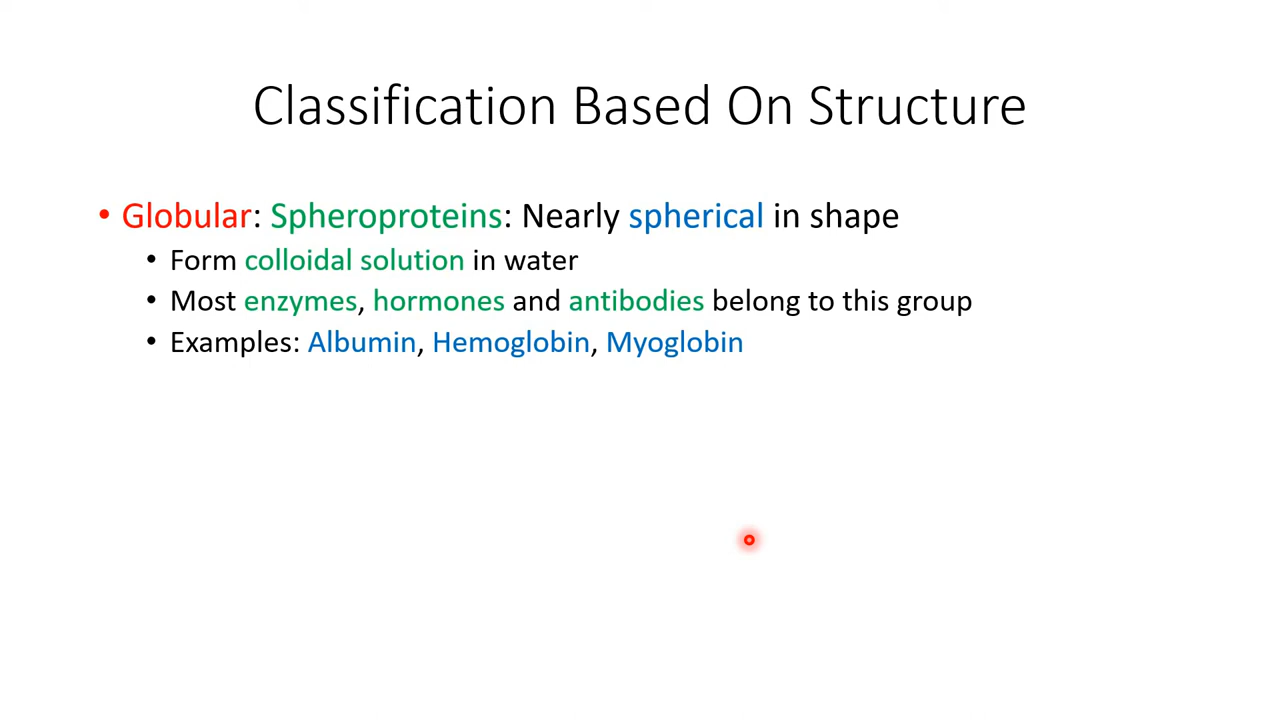 Classification Based On Structure
• Globular: Spheroproteins: Nearly spherical in shape
• Form colloidal solution in water
• Most enzymes, hormones and antibodies belong to this group
• Examples: Albumin, Hemoglobin, Myoglobin